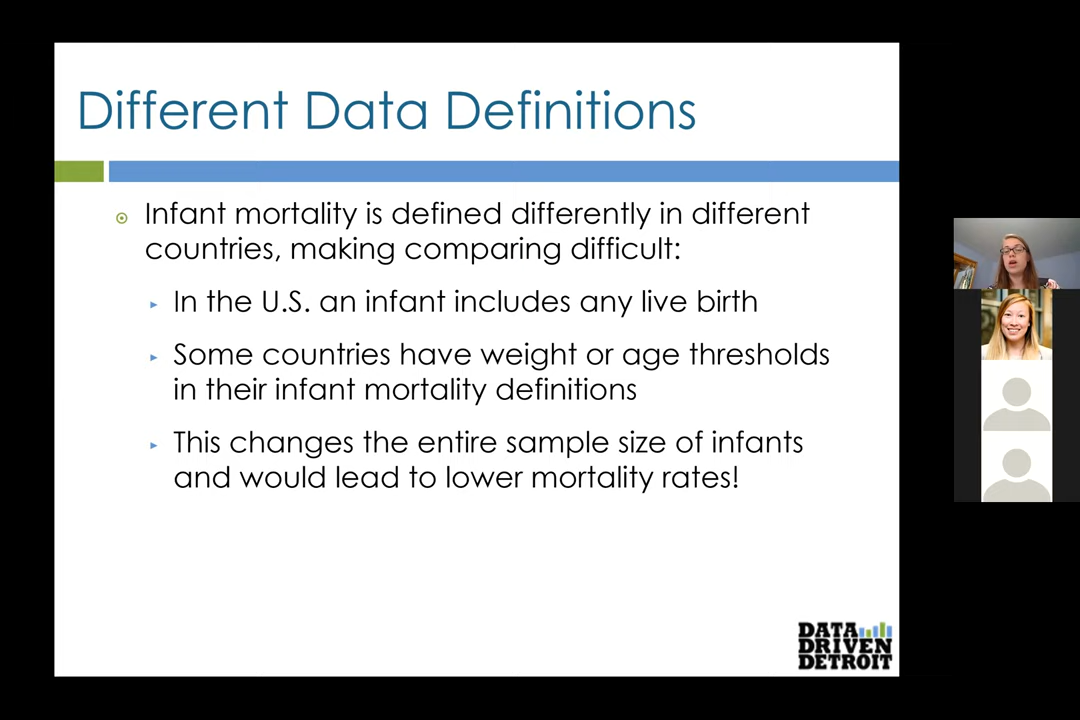 Different Data Definitions
Infant mortality is defined differently in different
countries, making comparing difficult:
In the U.S. an infant includes any live birth
Some countries have weight or age thresholds
in their infant mortality definitions
This changes the entire sample size of infants
and would lead to lower mortality rates!
DATA
DRIVEN
DETROIT